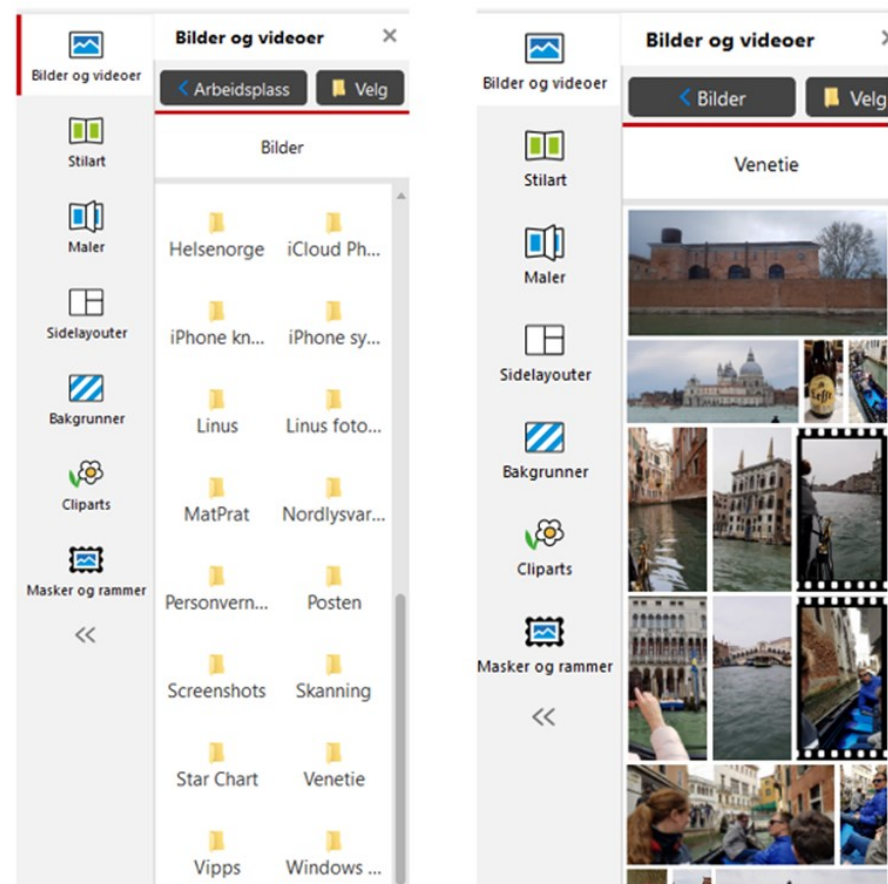 Bilder og videoer
Stilart
Maler
Sidelayouter
Bakgrunner
Cliparts
Masker og rammer
Bilder og videoer
Arbeidsplass Velg
Bilder
Helsenorge iCloud Ph...
iPhone kn... iPhone sy...
Linus Linus foto...
MatPrat Nordlysvar...
Personvern... Posten
Screenshots Skanning
Star Chart Venetie
Vipps Windows ...
Bilder og videoer
Stilart
Maler
Sidelayouter
Bakgrunner
Cliparts
Masker og rammer
Bilder og videoer
Bilder Velg
Venetie
Leffe